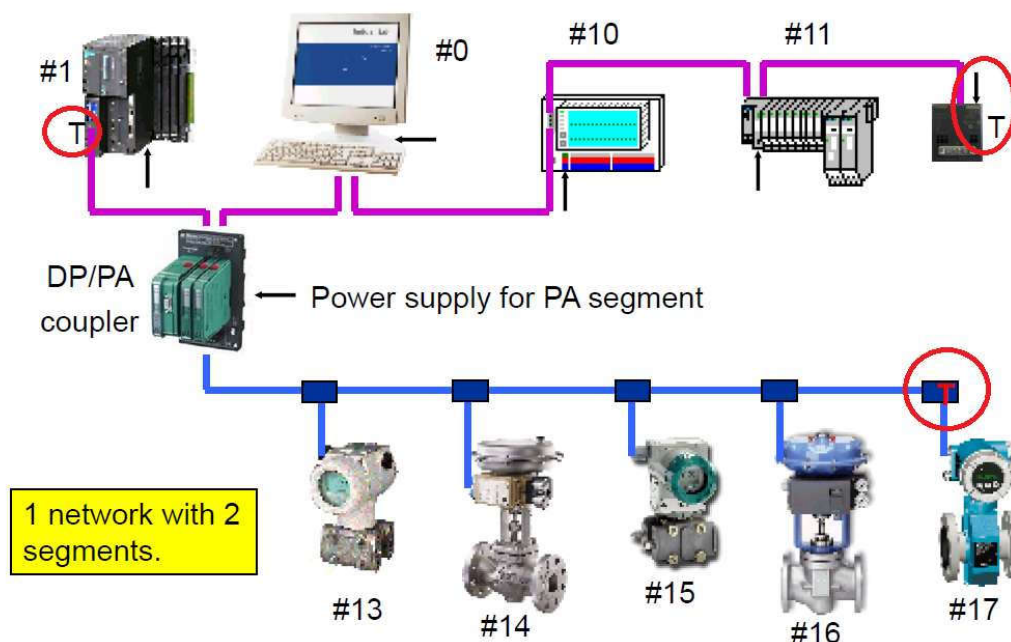 #1
#0
#10
#11
T
T
DP/PA
coupler
Power supply for PA segment
T
1 network with 2
segments.
#13
#14
#15
#16
#17